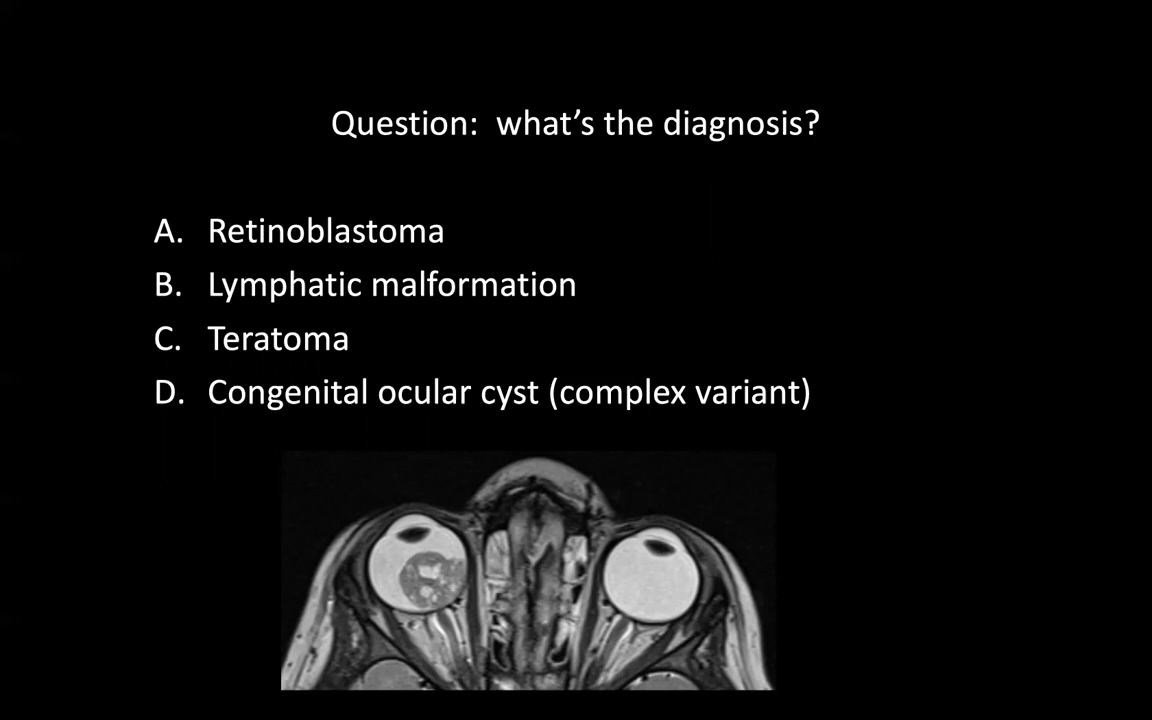 Question: what’s the diagnosis?
A. Retinoblastoma
B. Lymphatic malformation
C. Teratoma
D. Congenital ocular cyst (complex variant)